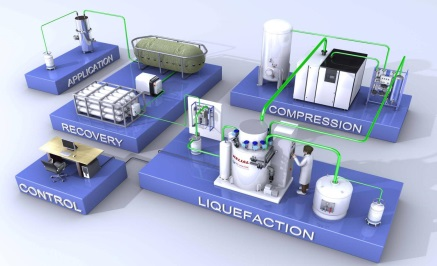 APPLICATION
COMPRESSION
RECOVERY
CONTROL
LIQUEFACTION